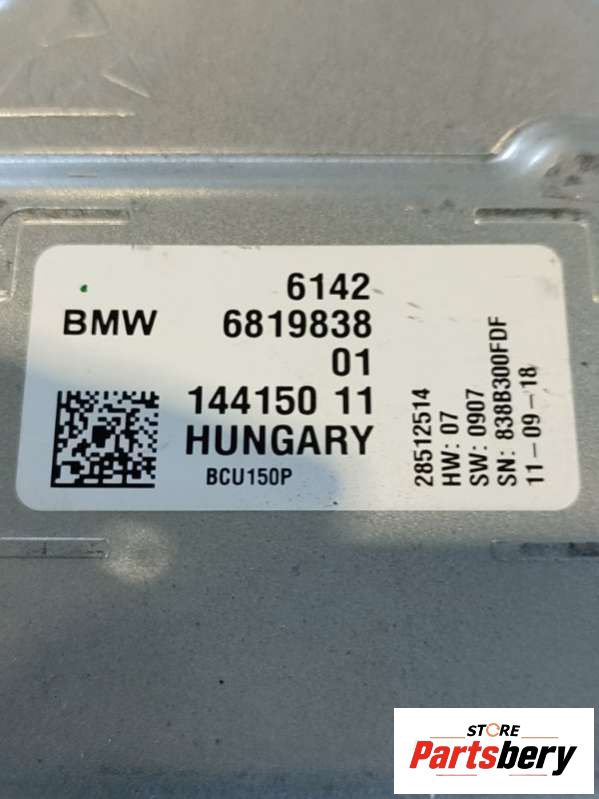 6142
BMW 6819838
01
144150 11
HUNGARY
BCU150P
28512514
HW: 07
SW: 0907
SN: 838B300FDF
11-09-18
STORE
Partsbery